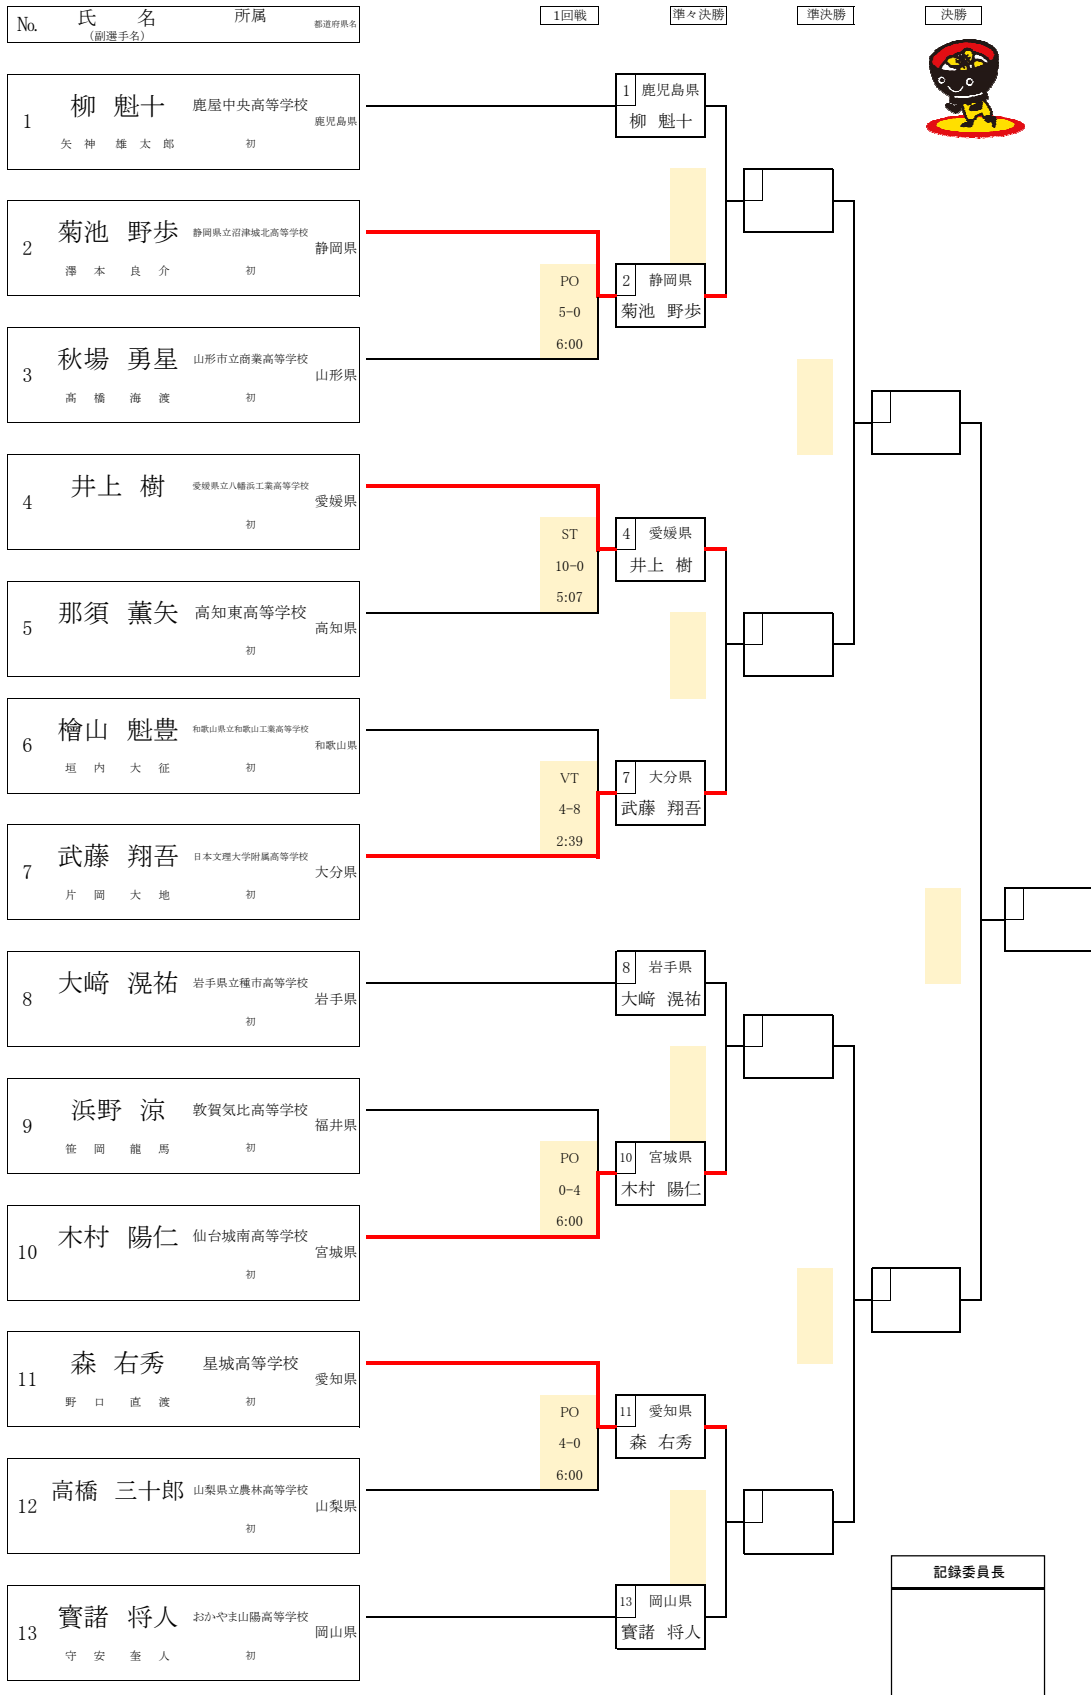 No. 氏 名 所属 都道府県名
(副選手名)
1回戦 準々決勝 準決勝 決勝
1 柳 魁十 鹿屋中央高等学校 鹿児島県
矢神 雄太郎 初
2 菊池 野歩 静岡県立沼津城北高等学校 静岡県
澤本 良介 初
3 秋場 勇星 山形市立商業高等学校 山形県
髙橋 海渡 初
4 井上 樹 愛媛県立八幡浜工業高等学校 愛媛県
初
5 那須 薫矢 高知東高等学校 高知県
初
6 檜山 魁豊 和歌山県立和歌山工業高等学校 和歌山県
垣内 大征 初
7 武藤 翔吾 日本文理大学附属高等学校 大分県
片岡 大地 初
8 大﨑 滉祐 岩手県立種市高等学校 岩手県
初
9 浜野 涼 敦賀気比高等学校 福井県
笹岡 龍馬 初
10 木村 陽仁 仙台城南高等学校 宮城県
初
11 森 右秀 星城高等学校 愛知県
野口 直渡 初
12 高橋 三十郎 山梨県立農林高等学校 山梨県
初
13 寳諸 将人 おかやま山陽高等学校 岡山県
守安 奎人 初
PO
5-0
6:00
ST
10-0
5:07
VT
4-8
2:39
PO
0-4
6:00
PO
4-0
6:00
1 鹿児島県
柳 魁十
2 静岡県
菊池 野歩
4 愛媛県
井上 樹
7 大分県
武藤 翔吾
8 岩手県
大﨑 滉祐
10 宮城県
木村 陽仁
11 愛知県
森 右秀
13 岡山県
寳諸 将人
記録委員長